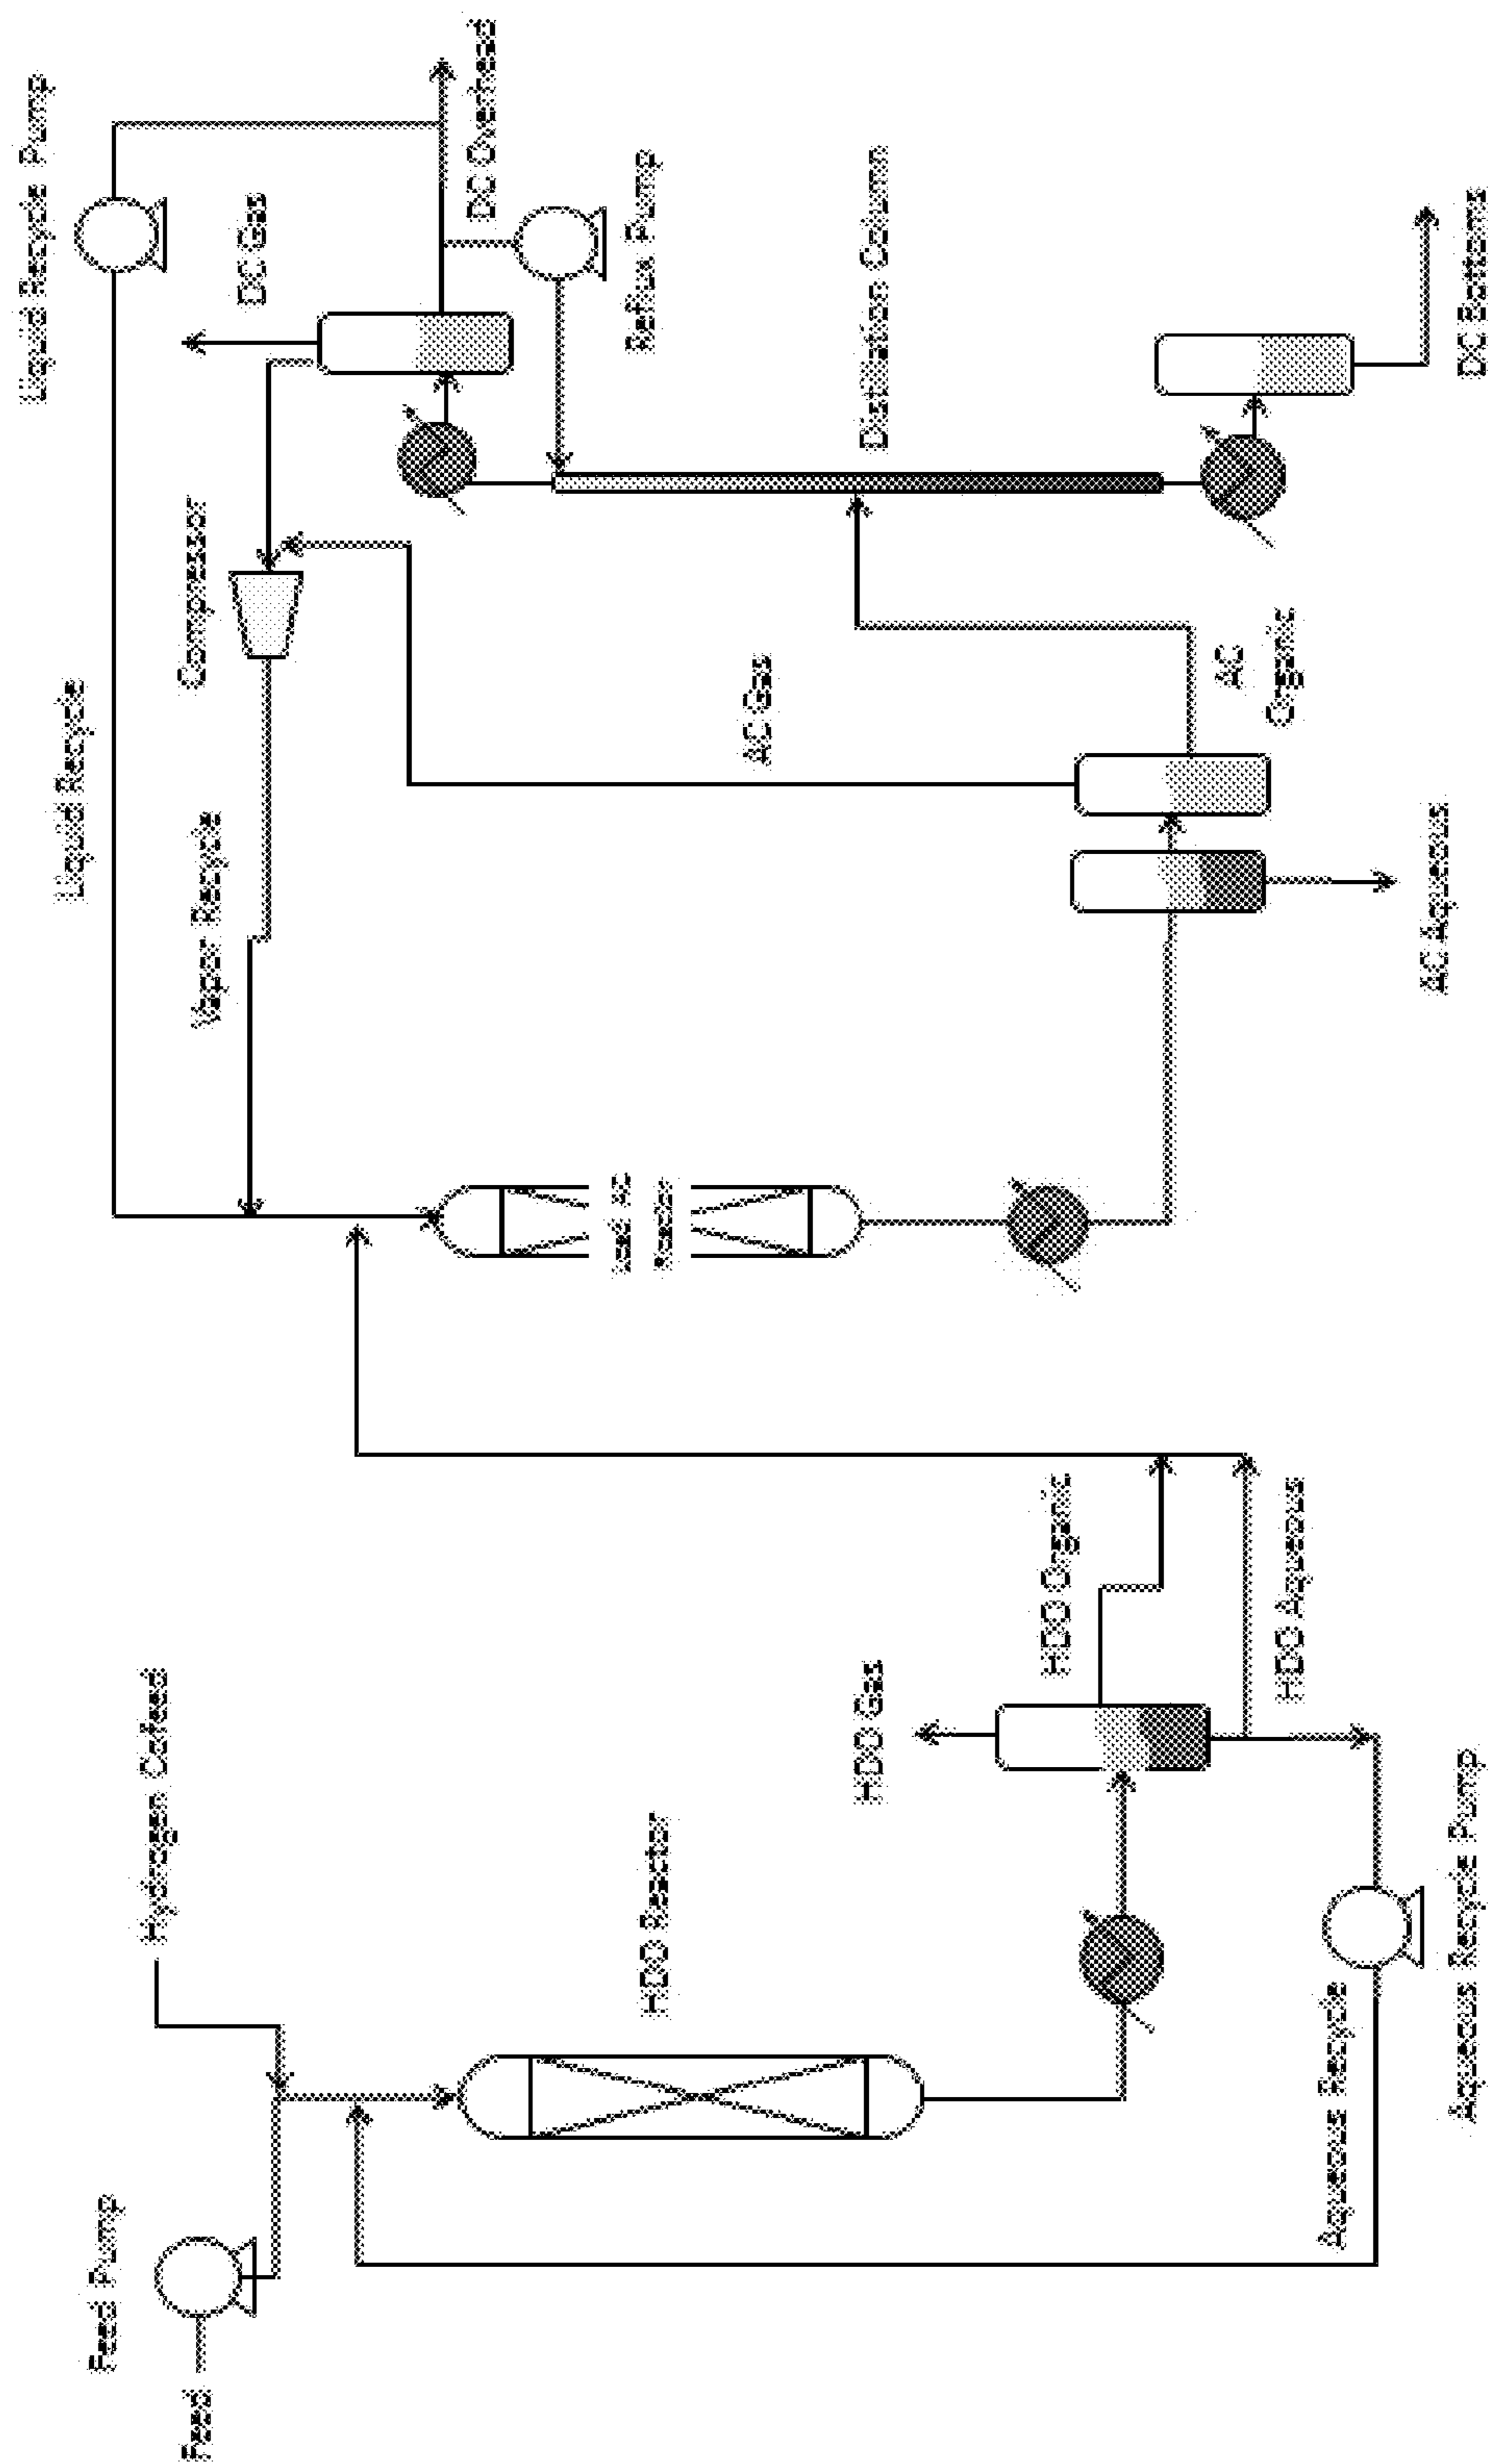 Feed
Feed Pump
Hydrogen Cofeed
HDO Reactor
HDO Gas
HDO Organic
HDO Aqueous
Aqueous Recycle
Aqueous Recycle Pump
Liquid Recycle
Vapor Recycle
Compressor
Liquid Recycle Pump
DC Gas
DC Overhead
Reflux Pump
Distillation Column
DC Bottoms
AC Gas
AC
Organic
AC Aqueous
Reactor